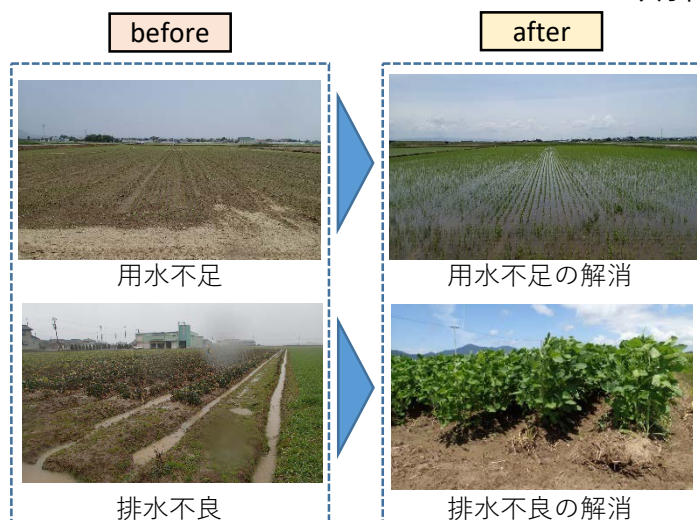 before
after
用水不足
用水不足の解消
排水不良
排水不良の解消